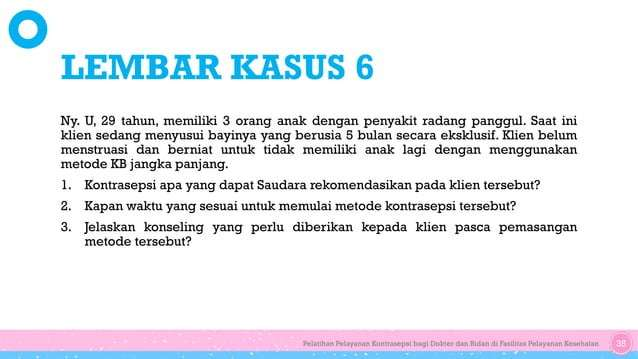 LEMBAR KASUS 6
Ny. U, 29 tahun, memiliki 3 orang anak dengan penyakit radang panggul. Saat ini
klien sedang menyusui bayinya yang berusia 5 bulan secara eksklusif. Klien belum
menstruasi dan berniat untuk tidak memiliki anak lagi dengan menggunakan
metode KB jangka panjang.
1. Kontrasepsi apa yang dapat Saudara rekomendasikan pada klien tersebut?
2. Kapan waktu yang sesuai untuk memulai metode kontrasepsi tersebut?
3. Jelaskan konseling yang perlu diberikan kepada klien pasca pemasangan
metode tersebut?
Pelatihan Pelayanan Kontrasepsi bagi Dokter dan Bidan di Fasilitas Pelayanan Kesehatan 38